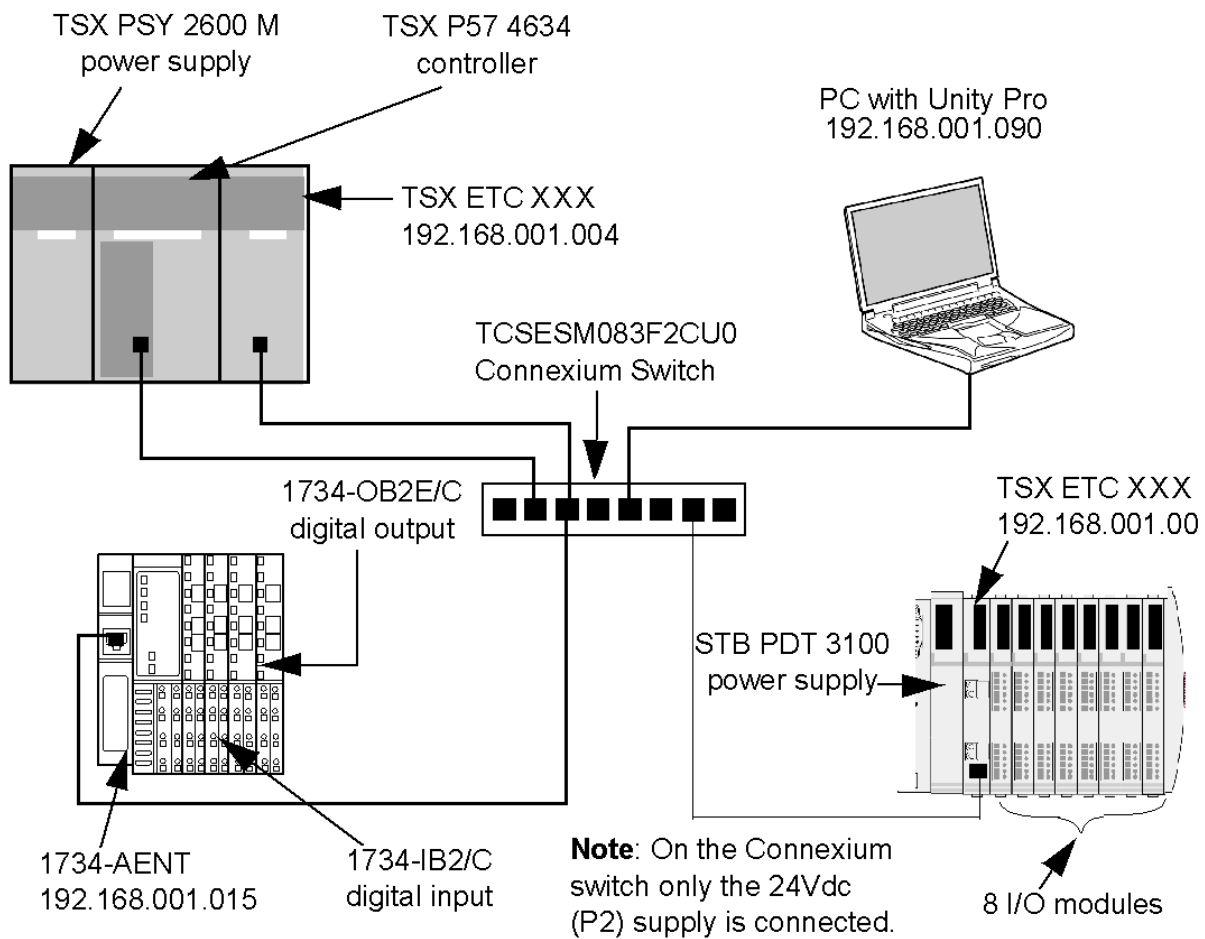 TSX PSY 2600 M
power supply
TSX P57 4634
controller
PC with Unity Pro
192.168.001.090
TSX ETC XXX
192.168.001.004
TCSESM083F2CU0
Connexium Switch
1734-OB2E/C
digital output
TSX ETC XXX
192.168.001.00
STB PDT 3100
power supply
1734-AENT
192.168.001.015
1734-IB2/C
digital input
Note: On the Connexium
switch only the 24Vdc
(P2) supply is connected.
8 I/O modules